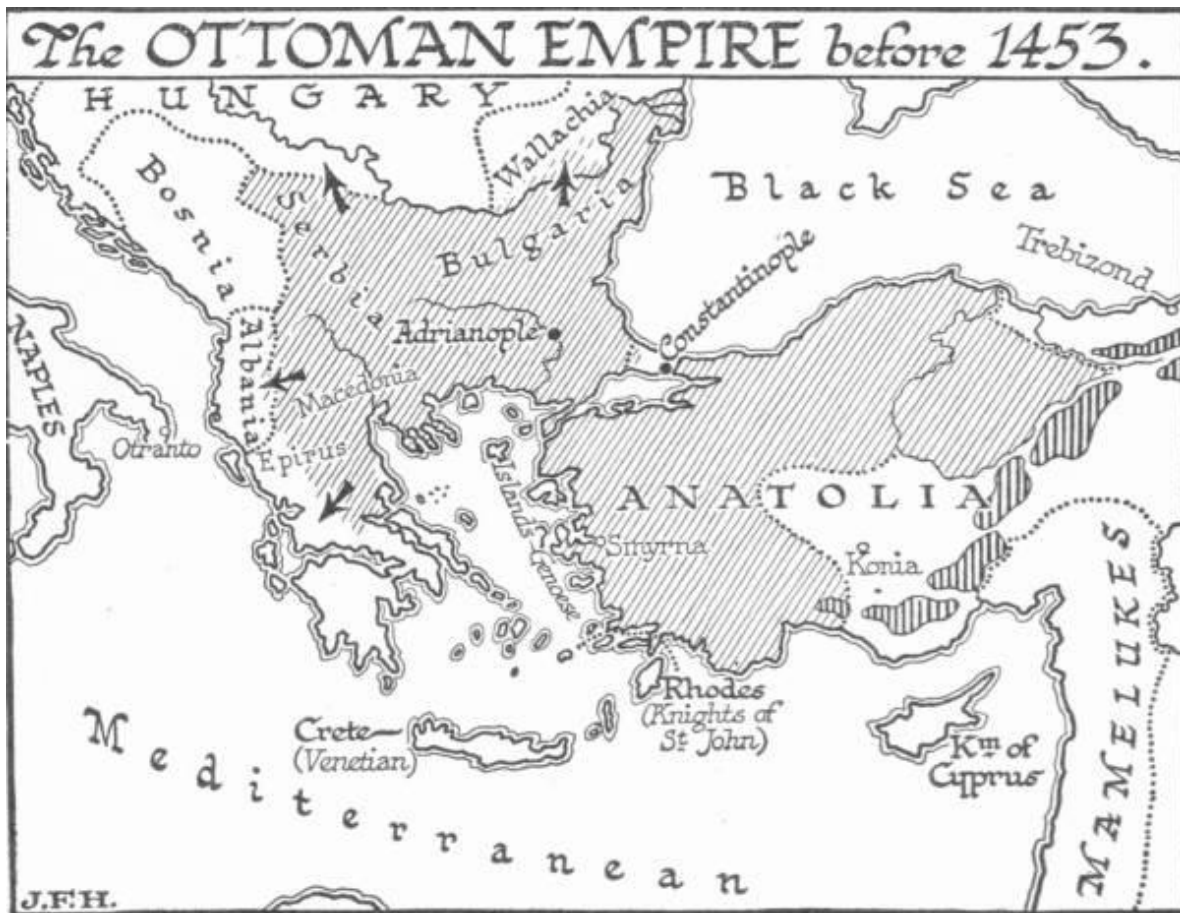 The OTTOMAN EMPIRE before 1453.
HUNGARY
Wallachia
Bosnia
Black Sea
Serbia
Bulgaria
Trebizond
Constantinople
Adrianople
Albania
NAPLES
Macedonia
Otranto
Epirus
Islands Genoese
ANATOLIA
Smyrna
Konia
MAMELUKES
Rhodes
(Knights of
St. John)
Crete
(Venetian)
Km of
Cyprus
Mediterranean
J.F.H.